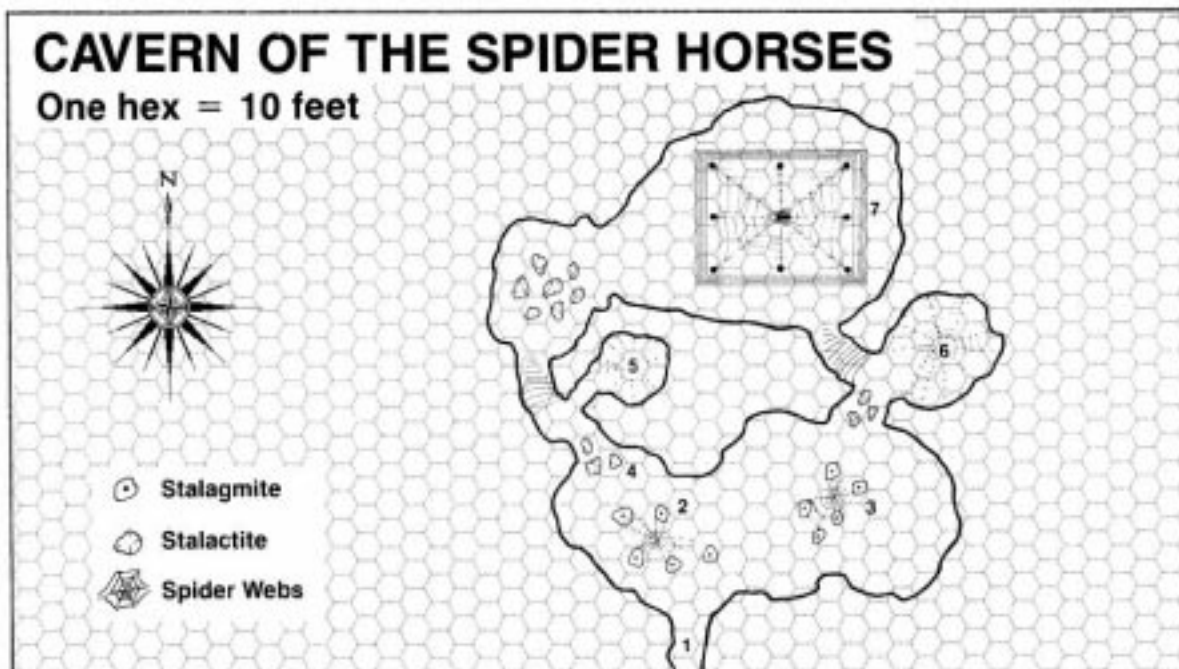 CAVERN OF THE SPIDER HORSES
One hex = 10 feet
N
7
6
5
4
2
3
1
Stalagmite
Stalactite
Spider Webs